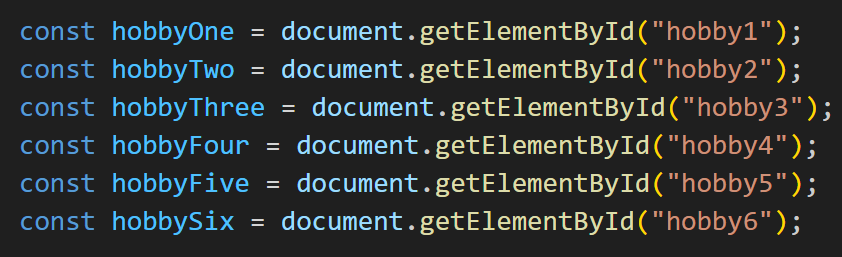 const hobbyOne = document.getElementById("hobby1");
const hobbyTwo = document.getElementById("hobby2");
const hobbyThree = document.getElementById("hobby3");
const hobbyFour = document.getElementById("hobby4");
const hobbyFive = document.getElementById("hobby5");
const hobbySix = document.getElementById("hobby6");